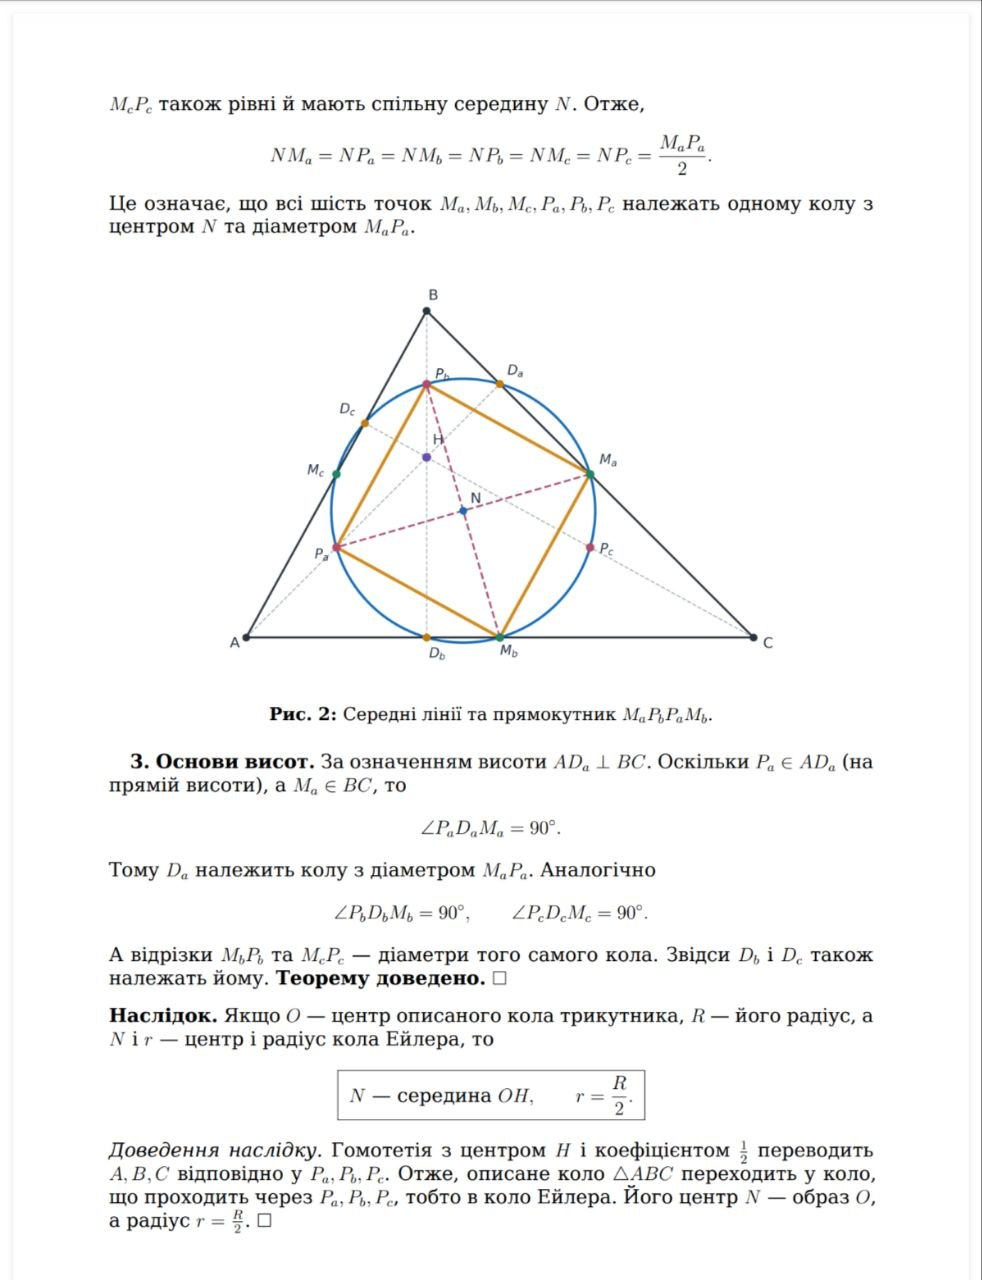 M_cP_c також рівні й мають спільну середину N. Отже,
NM_a = NP_a = NM_b = NP_b = NM_c = NP_c = M_aP_a/2.
Це означає, що всі шість точок M_a, M_b, M_c, P_a, P_b, P_c належать одному колу з
центром N та діаметром M_aP_a.
B
P_b
D_a
D_c
H
M_c
M_a
N
P_a
P_c
A
C
D_b
M_b
Рис. 2: Середні лінії та прямокутник M_aP_bP_aM_b.
3. Основи висот. За означенням висоти AD_a ⊥ BC. Оскільки P_a ∈ AD_a (на
прямій висоти), а M_a ∈ BC, то
∠P_aD_aM_a = 90°.
Тому D_a належить колу з діаметром M_aP_a. Аналогічно
∠P_bD_bM_b = 90°, ∠P_cD_cM_c = 90°.
А відрізки M_bP_b та M_cP_c — діаметри того самого кола. Звідси D_b і D_c також
належать йому. Теорему доведено. □
Наслідок. Якщо O — центр описаного кола трикутника, R — його радіус, а
N і r — центр і радіус кола Ейлера, то
N — середина OH, r = R/2.
Доведення наслідку. Гомотетія з центром H і коефіцієнтом 1/2 переводить
A, B, C відповідно у P_a, P_b, P_c. Отже, описане коло △ABC переходить у коло,
що проходить через P_a, P_b, P_c, тобто в коло Ейлера. Його центр N — образ O,
а радіус r = R/2. □